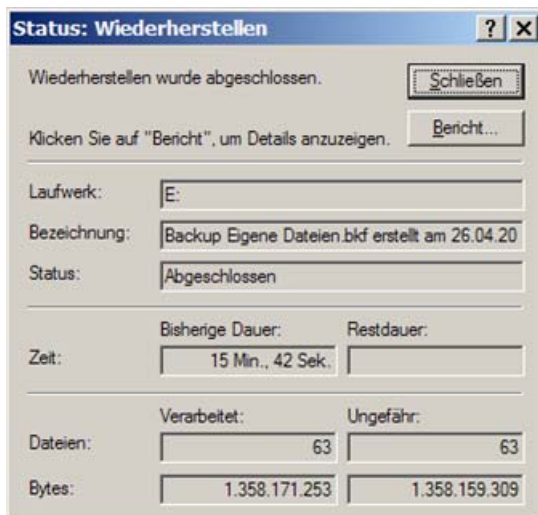 Status: Wiederherstellen
? X
Wiederherstellen wurde abgeschlossen.
Schließen
Klicken Sie auf "Bericht", um Details anzuzeigen.
Bericht...
Laufwerk: E:
Bezeichnung: Backup Eigene Dateien.bkf erstellt am 26.04.20
Status: Abgeschlossen
Bisherige Dauer: Restdauer:
Zeit: 15 Min., 42 Sek.
Verarbeitet: Ungefähr:
Dateien: 63 63
Bytes: 1.358.171.253 1.358.159.309